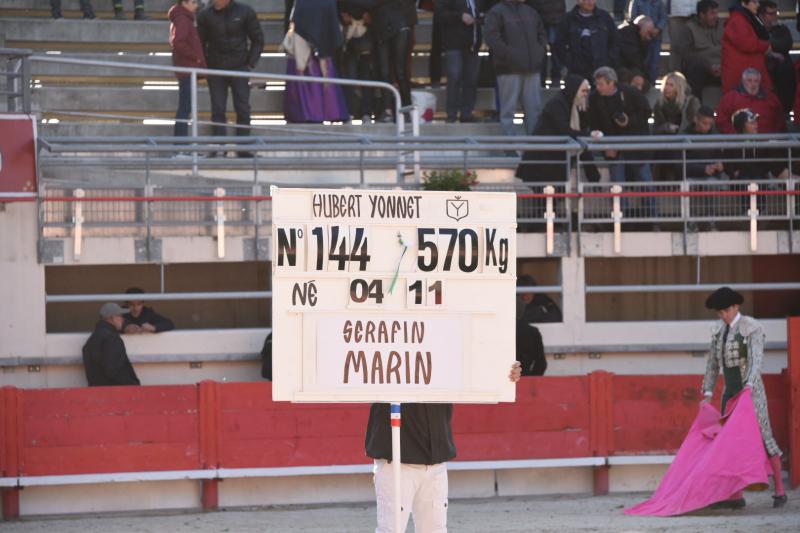 HUBERT YONNET
N° 144 570 Kg
NÉ 04 11
SERAFIN
MARIN